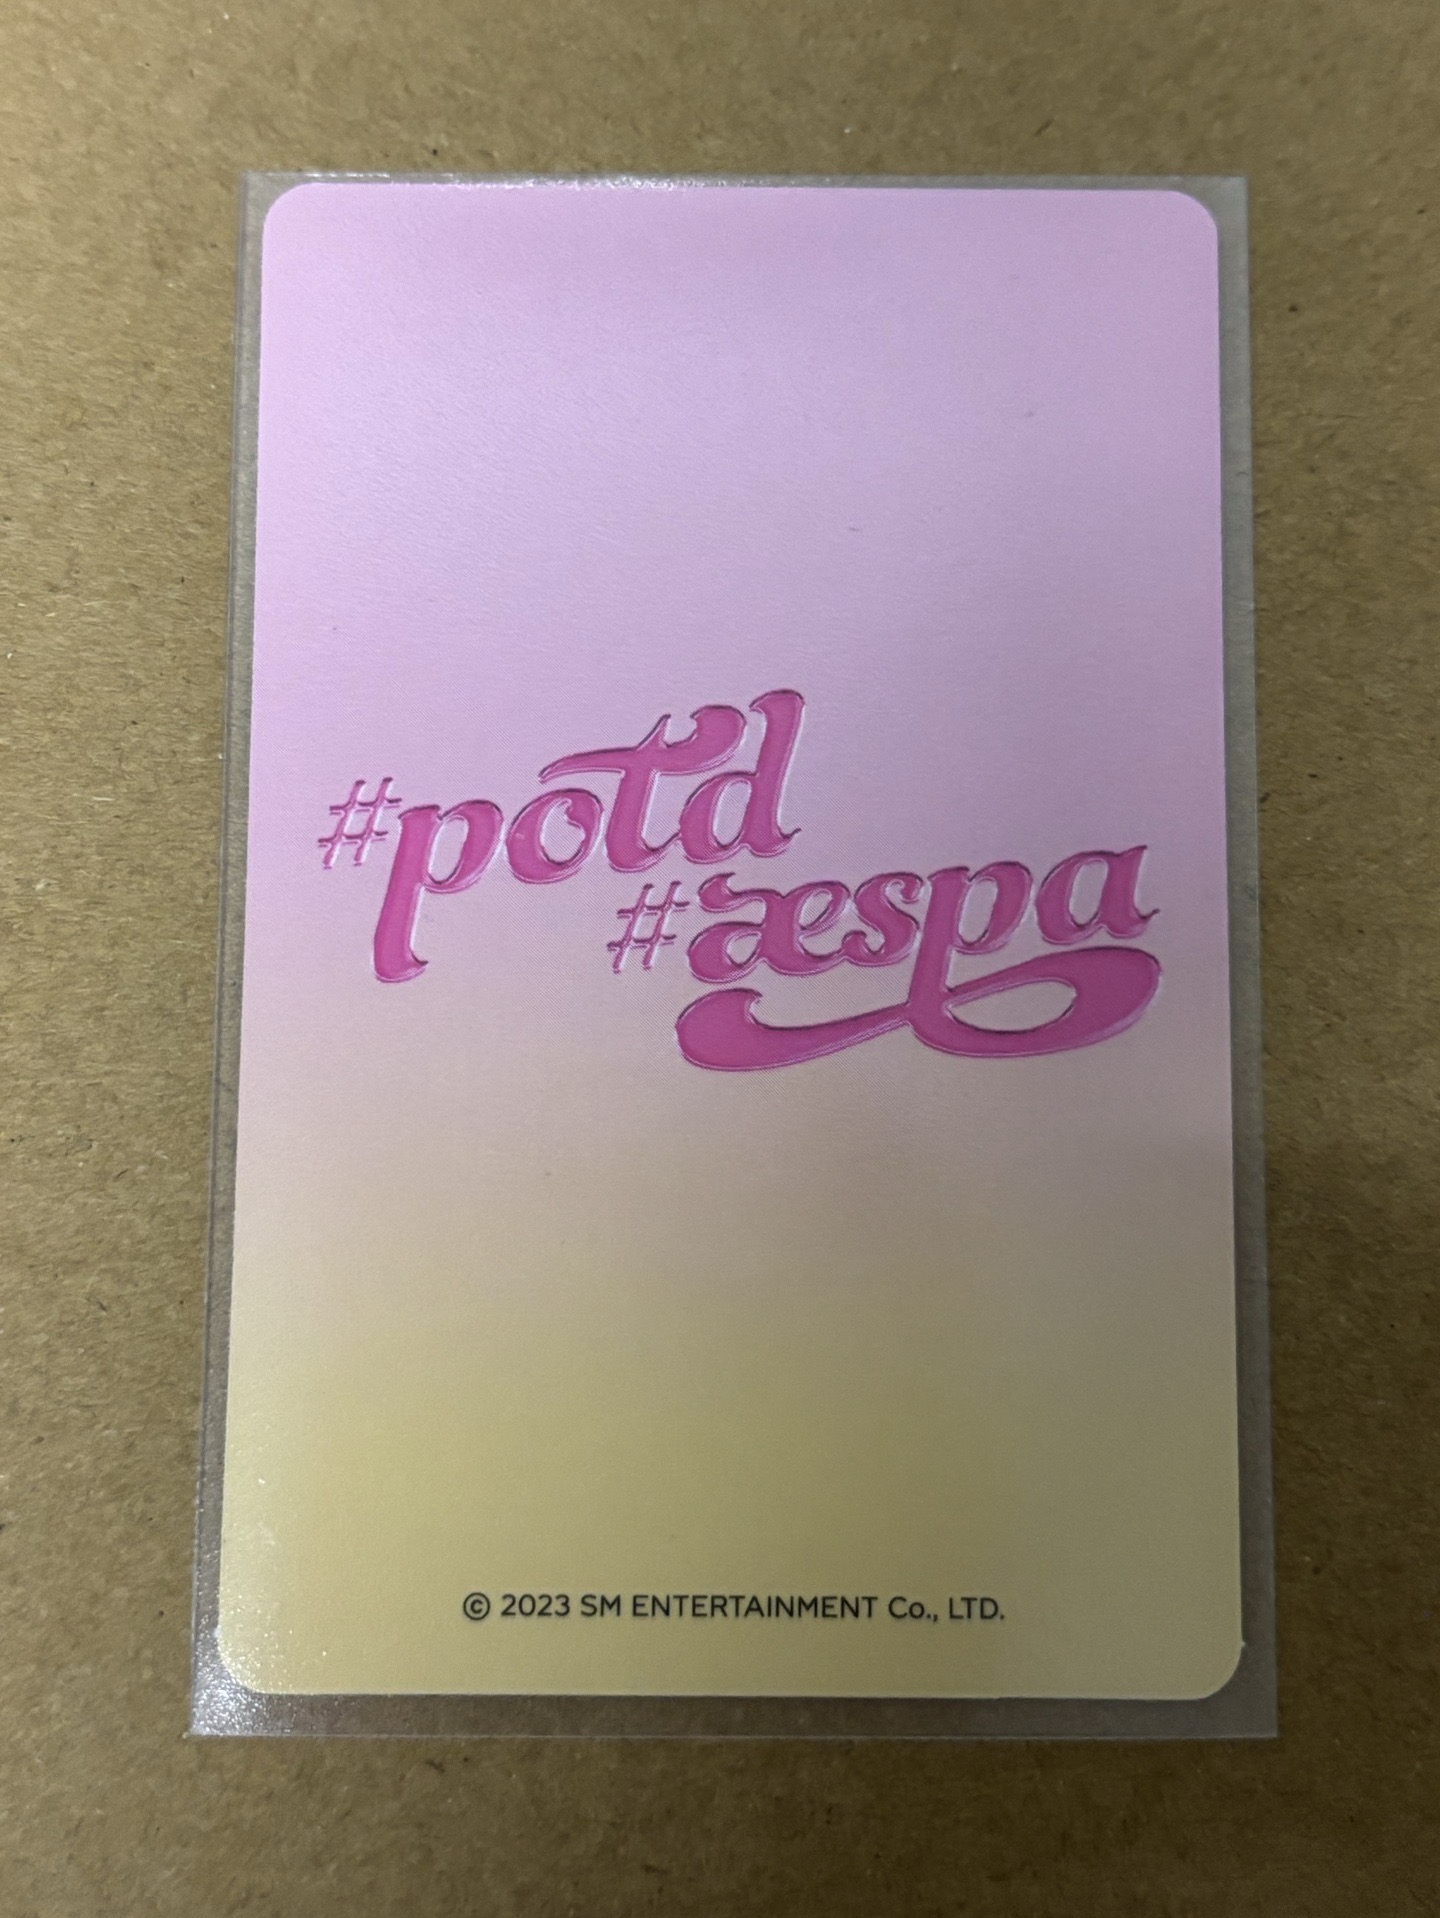 #potd
#æspa
© 2023 SM ENTERTAINMENT Co., LTD.